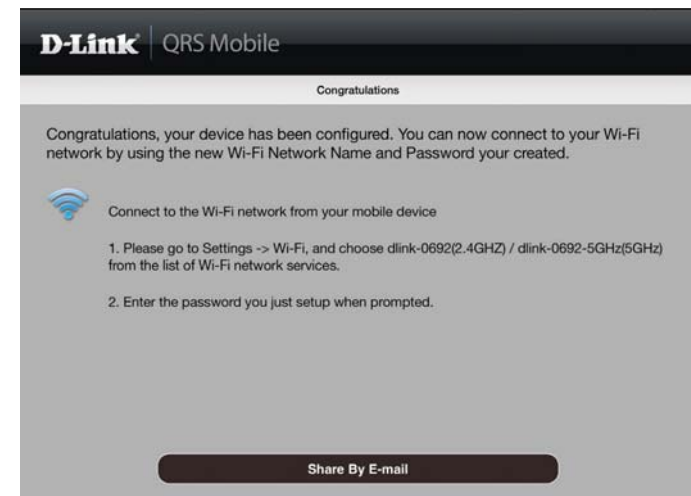 D-Link QRS Mobile
Congratulations
Congratulations, your device has been configured. You can now connect to your Wi-Fi
network by using the new Wi-Fi Network Name and Password your created.
Connect to the Wi-Fi network from your mobile device
1. Please go to Settings -> Wi-Fi, and choose dlink-0692(2.4GHZ) / dlink-0692-5GHz(5GHz)
from the list of Wi-Fi network services.
2. Enter the password you just setup when prompted.
Share By E-mail